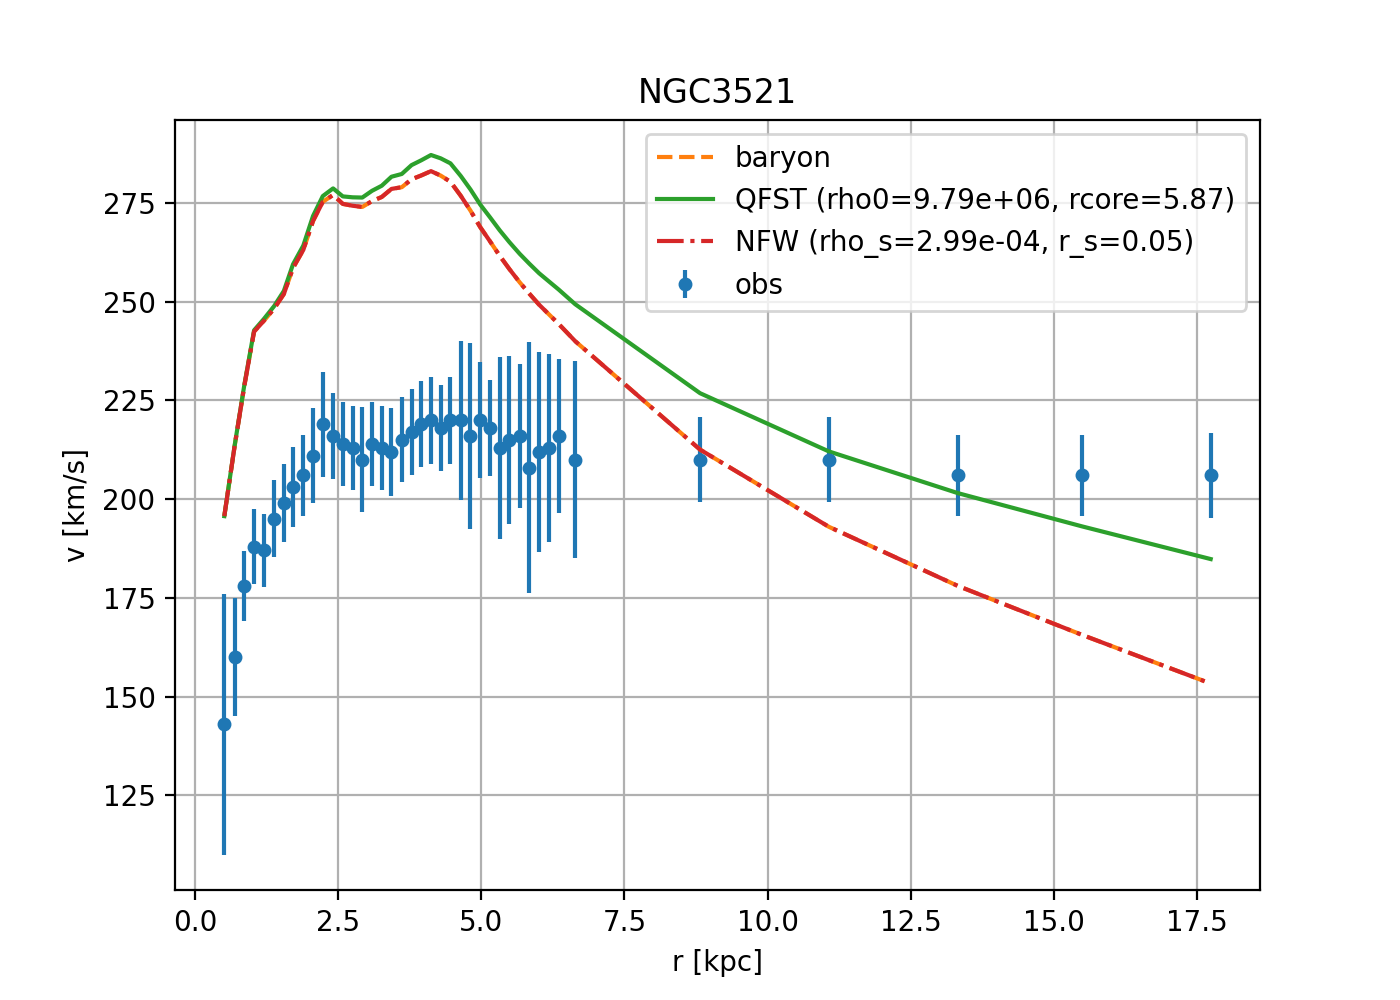 NGC3521
baryon
QFST (rho0=9.79e+06, rcore=5.87)
NFW (rho_s=2.99e-04, r_s=0.05)
obs
v [km/s]
275
250
225
200
175
150
125
0.0 2.5 5.0 7.5 10.0 12.5 15.0 17.5
r [kpc]